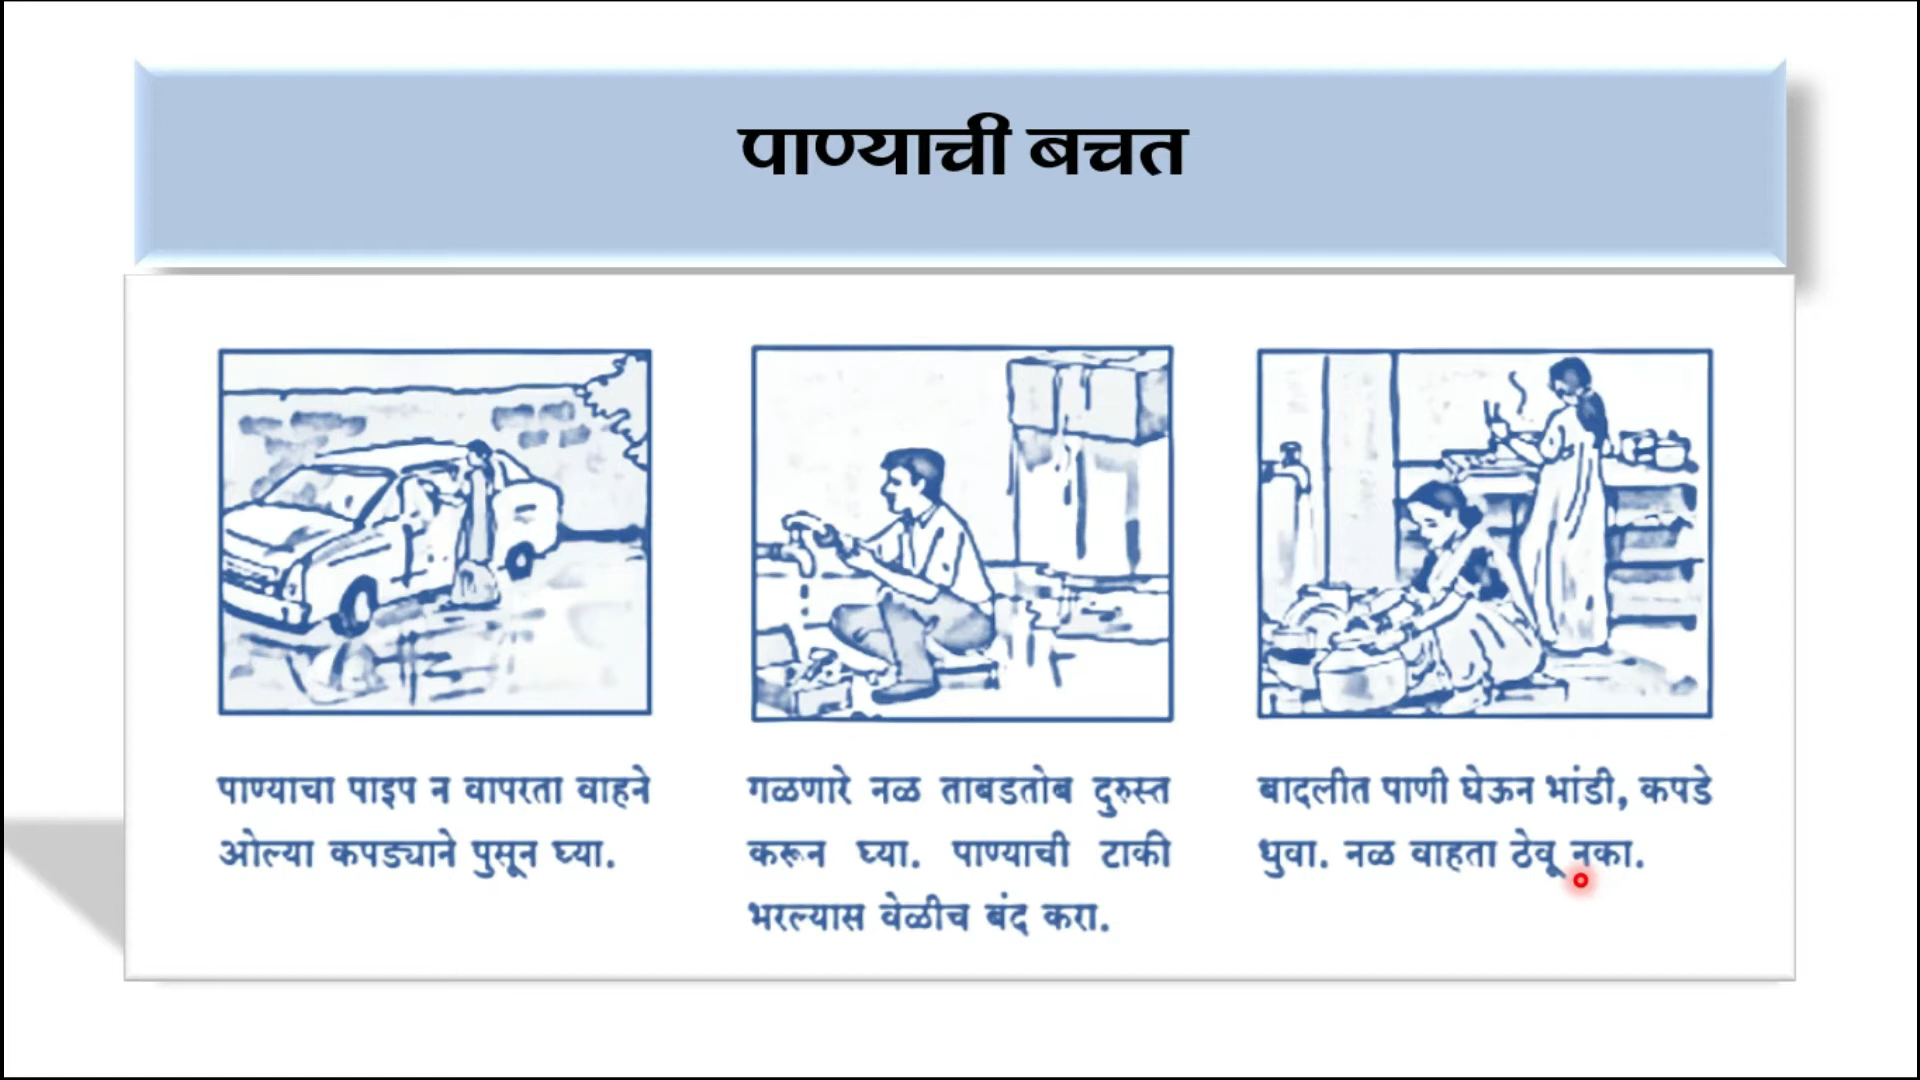 पाण्याची बचत
पाण्याचा पाइप न वापरता वाहने
ओल्या कपड्याने पुसून घ्या.
गळणारे नळ ताबडतोब दुरुस्त
करून घ्या. पाण्याची टाकी
भरल्यास वेळीच बंद करा.
बादलीत पाणी घेऊन भांडी, कपडे
धुवा. नळ वाहता ठेवू नका.